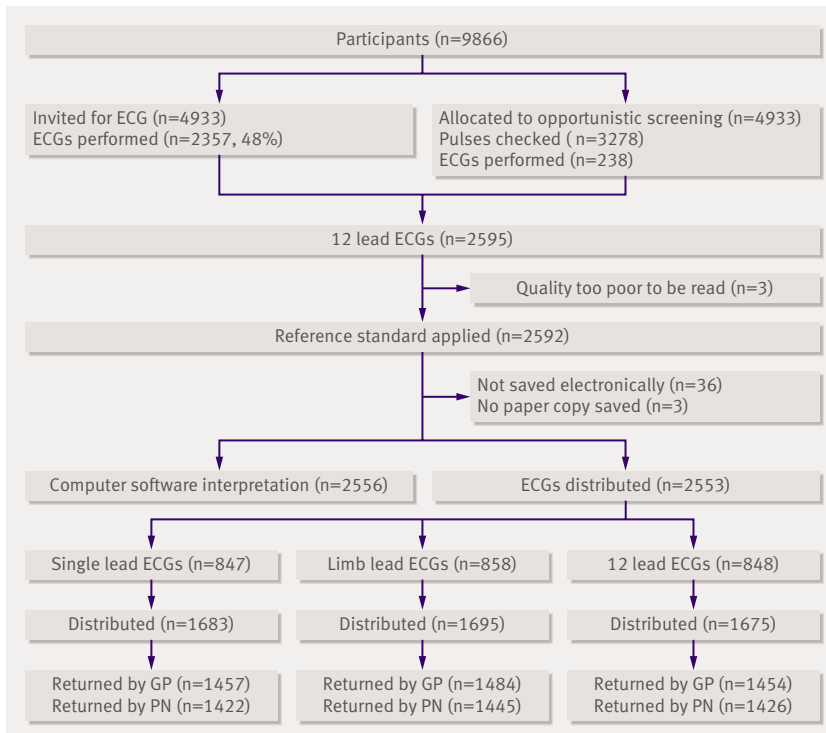 Participants (n=9866)
Invited for ECG (n=4933)
ECGs performed (n=2357, 48%)
Allocated to opportunistic screening (n=4933)
Pulses checked ( n=3278)
ECGs performed (n=238)
12 lead ECGs (n=2595)
Quality too poor to be read (n=3)
Reference standard applied (n=2592)
Not saved electronically (n=36)
No paper copy saved (n=3)
Computer software interpretation (n=2556)
ECGs distributed (n=2553)
Single lead ECGs (n=847)
Limb lead ECGs (n=858)
12 lead ECGs (n=848)
Distributed (n=1683)
Distributed (n=1695)
Distributed (n=1675)
Returned by GP (n=1457)
Returned by PN (n=1422)
Returned by GP (n=1484)
Returned by PN (n=1445)
Returned by GP (n=1454)
Returned by PN (n=1426)